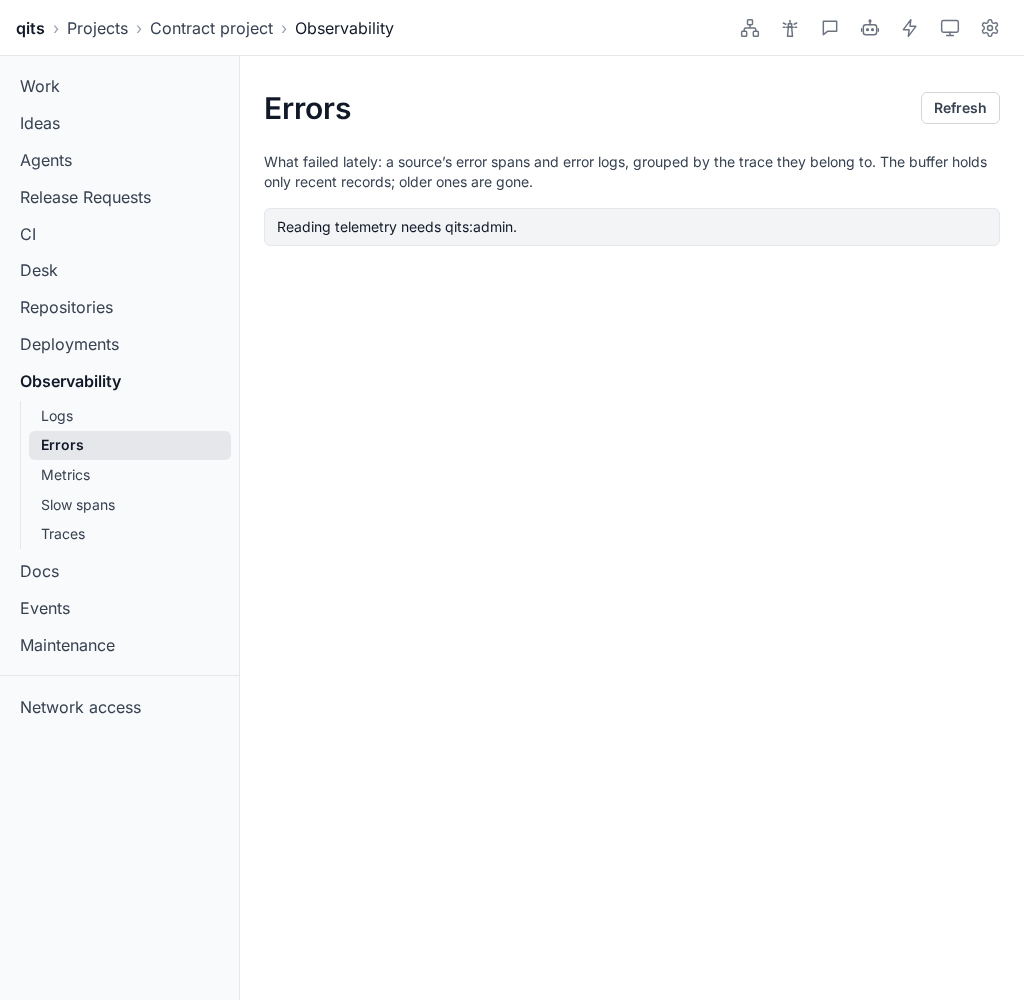 qits › Projects › Contract project › Observability
Work
Ideas
Agents
Release Requests
CI
Desk
Repositories
Deployments
Observability
Logs
Errors
Metrics
Slow spans
Traces
Docs
Events
Maintenance
Network access
Errors
Refresh
What failed lately: a source’s error spans and error logs, grouped by the trace they belong to. The buffer holds
only recent records; older ones are gone.
Reading telemetry needs qits:admin.